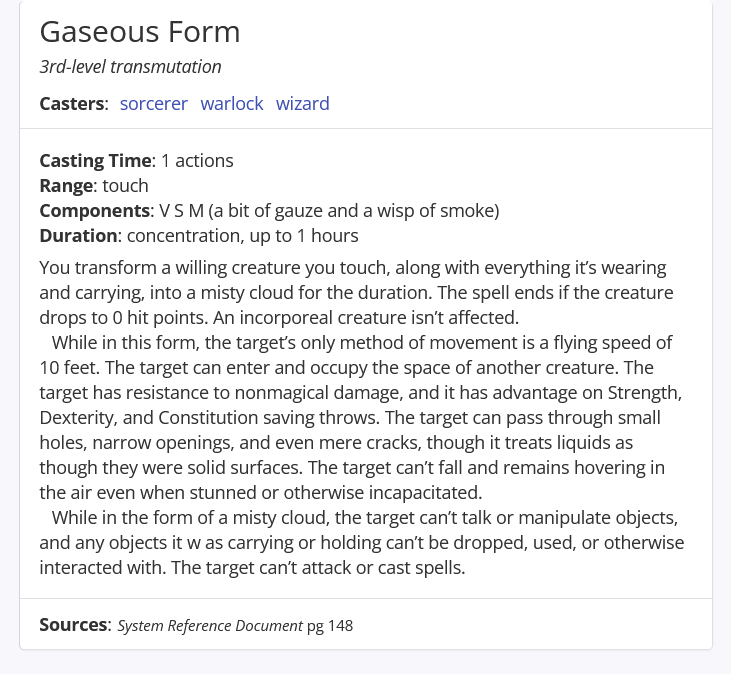 Gaseous Form
3rd-level transmutation
Casters: sorcerer warlock wizard
Casting Time: 1 actions
Range: touch
Components: V S M (a bit of gauze and a wisp of smoke)
Duration: concentration, up to 1 hours
You transform a willing creature you touch, along with everything it’s wearing
and carrying, into a misty cloud for the duration. The spell ends if the creature
drops to 0 hit points. An incorporeal creature isn’t affected.
While in this form, the target’s only method of movement is a flying speed of
10 feet. The target can enter and occupy the space of another creature. The
target has resistance to nonmagical damage, and it has advantage on Strength,
Dexterity, and Constitution saving throws. The target can pass through small
holes, narrow openings, and even mere cracks, though it treats liquids as
though they were solid surfaces. The target can’t fall and remains hovering in
the air even when stunned or otherwise incapacitated.
While in the form of a misty cloud, the target can’t talk or manipulate objects,
and any objects it w as carrying or holding can’t be dropped, used, or otherwise
interacted with. The target can’t attack or cast spells.
Sources: System Reference Document pg 148